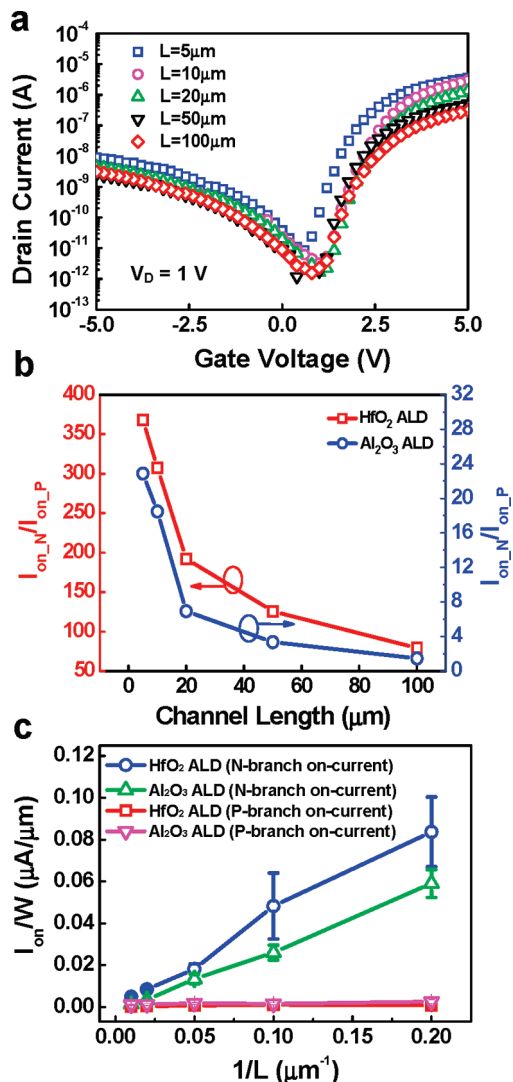 a
L=5μm
L=10μm
L=20μm
L=50μm
L=100μm
V_D = 1 V
Drain Current (A)
10⁻¹
10⁻²
10⁻³
10⁻⁴
10⁻⁵
10⁻⁶
10⁻⁷
10⁻⁸
10⁻⁹
10⁻¹⁰
10⁻¹¹
10⁻¹²
10⁻¹³
-5.0 -2.5 0.0 2.5 5.0
Gate Voltage (V)
b
HfO₂ ALD
Al₂O₃ ALD
I_on_N/I_on_P
400
350
300
250
200
150
100
50
32
28
24
20
16
12
8
4
0
I_on_N/I_on_P
0 20 40 60 80 100
Channel Length (μm)
c
HfO₂ ALD (N-branch on-current)
Al₂O₃ ALD (N-branch on-current)
HfO₂ ALD (P-branch on-current)
Al₂O₃ ALD (P-branch on-current)
I_on/W (μA/μm)
0.12
0.10
0.08
0.06
0.04
0.02
0.00
0.00 0.05 0.10 0.15 0.20
1/L (μm⁻¹)